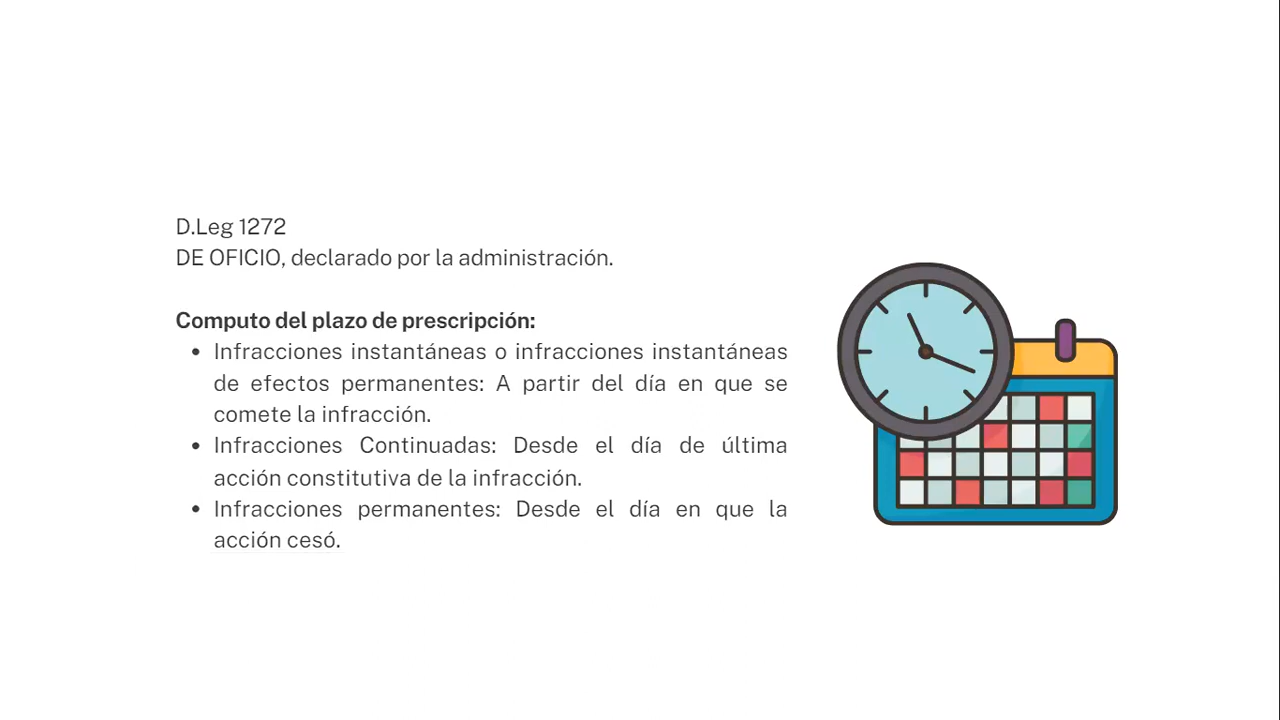 D.Leg 1272
DE OFICIO, declarado por la administración.
Computo del plazo de prescripción:
• Infracciones instantáneas o infracciones instantáneas
de efectos permanentes: A partir del día en que se
comete la infracción.
• Infracciones Continuadas: Desde el día de última
acción constitutiva de la infracción.
• Infracciones permanentes: Desde el día en que la
acción cesó.